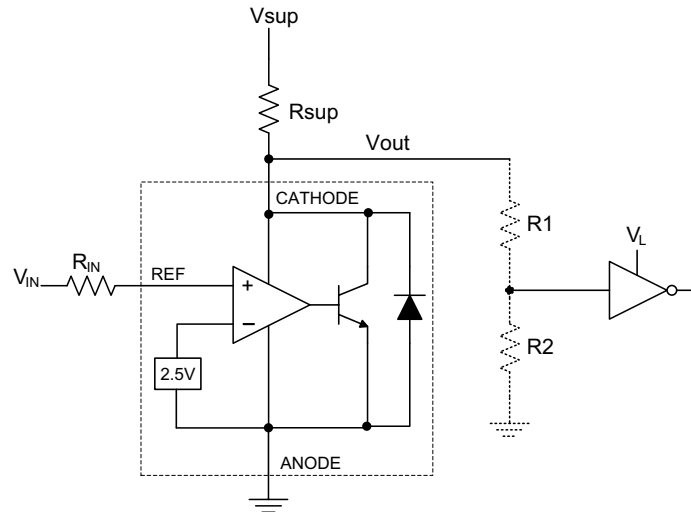 Vsup
Rsup
Vout
CATHODE
R1
RIN
VIN
REF
VL
+
–
2.5V
R2
ANODE